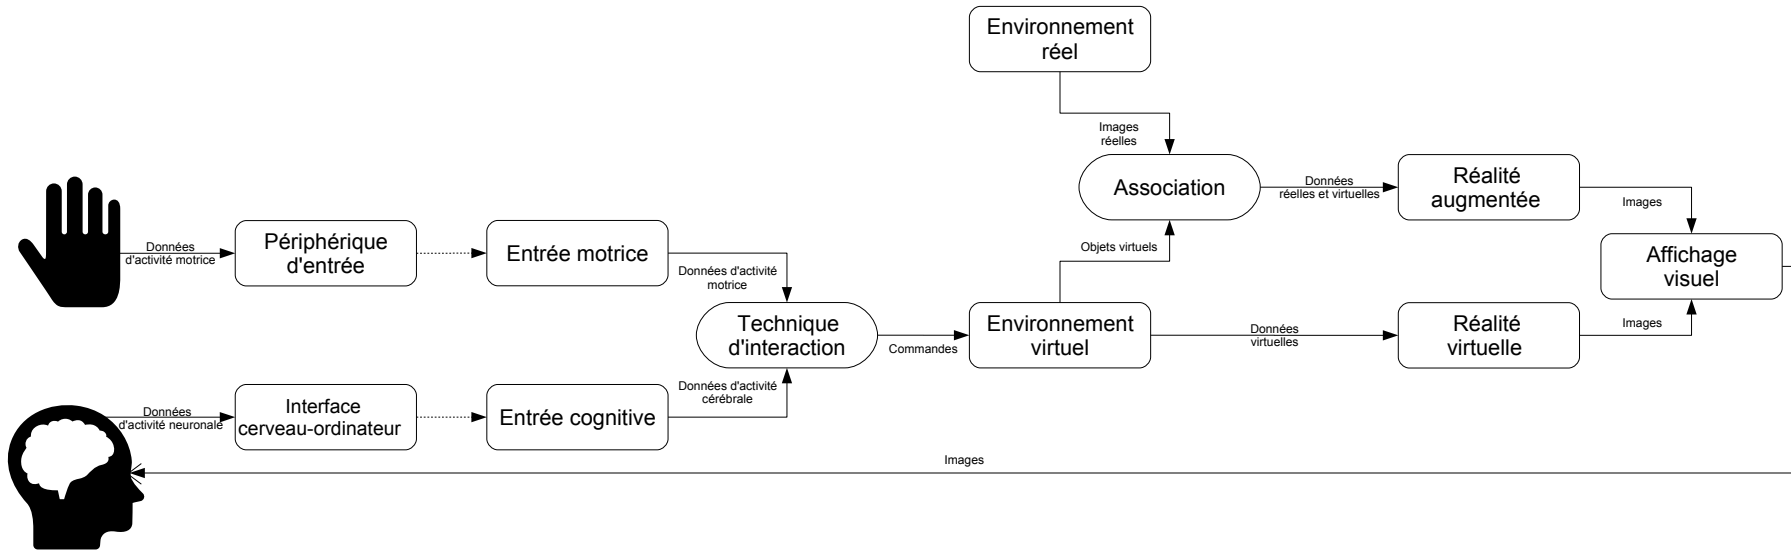 Environnement
réel
Images
réelles
Association
Données
réelles et virtuelles
Réalité
augmentée
Images
Données
d'activité motrice
Périphérique
d'entrée
Entrée motrice
Données d'activité
motrice
Objets virtuels
Affichage
visuel
Technique
d'interaction
Commandes
Environnement
virtuel
Données
virtuelles
Réalité
virtuelle
Images
Données
d'activité neuronale
Interface
cerveau-ordinateur
Entrée cognitive
Données d'activité
cérébrale
Images